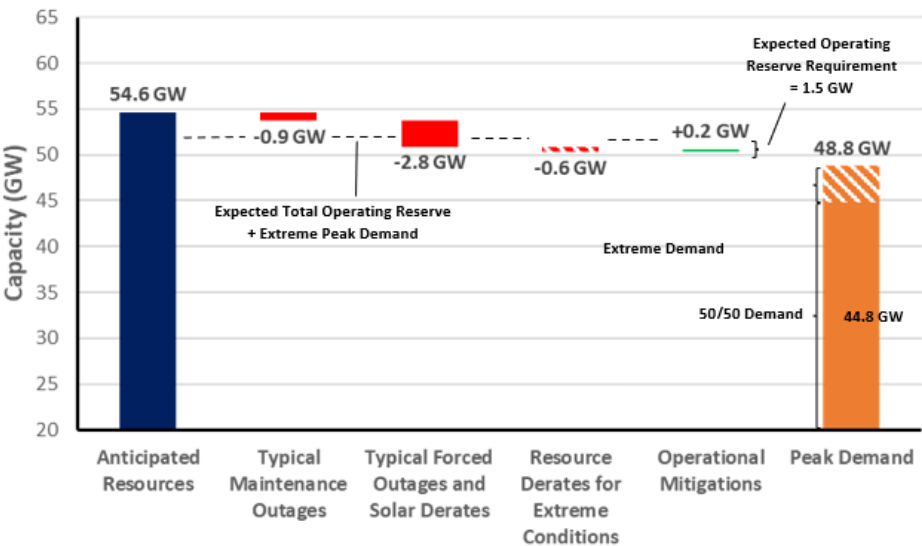 65
60
55
50
45
40
35
30
25
20
Capacity (GW)
54.6 GW
-0.9 GW
-2.8 GW
-0.6 GW
+0.2 GW
48.8 GW
Expected Operating
Reserve Requirement
= 1.5 GW
Expected Total Operating Reserve
+ Extreme Peak Demand
Extreme Demand
50/50 Demand
44.8 GW
Anticipated
Resources
Typical
Maintenance
Outages
Typical Forced
Outages and
Solar Derates
Resource
Derates for
Extreme
Conditions
Operational
Mitigations
Peak Demand